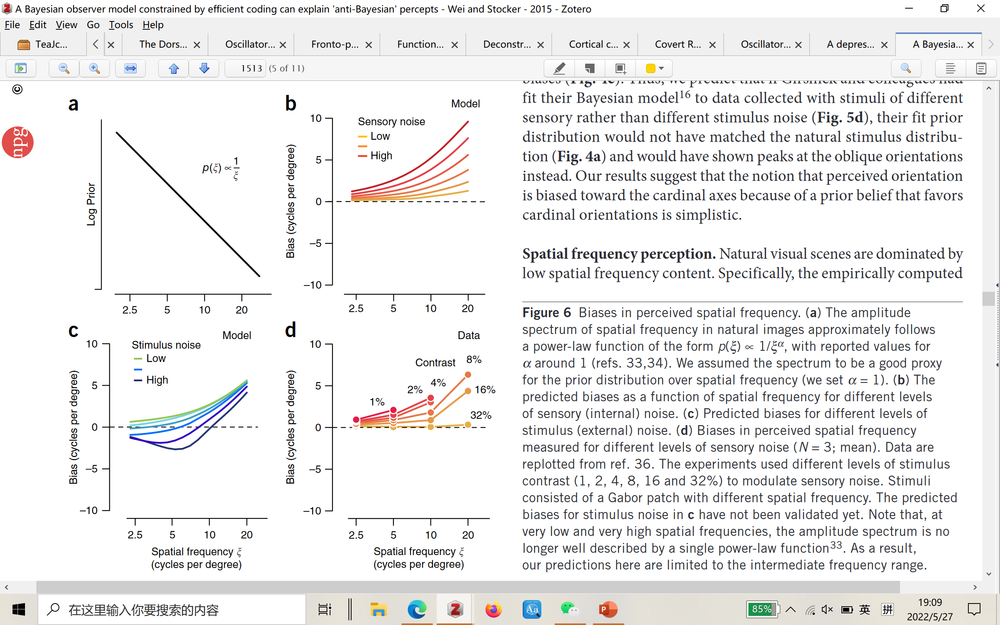 A Bayesian observer model constrained by efficient coding can explain 'anti-Bayesian' percepts - Wei and Stocker - 2015 - Zotero
File Edit View Go Tools Help
TeaJc...
The Dors...
Oscillator...
Fronto-p...
Function...
Deconstr...
Cortical c...
Covert R...
Oscillator...
A depres...
A Bayesia...
1513 (5 of 11)
©
npg
a
Log Prior
p(ξ) ∝ 1/ξ
2.5 5 10 20
b
Model
Sensory noise
Low
High
Bias (cycles per degree)
10
5
0
−5
−10
2.5 5 10 20
c
Model
Stimulus noise
Low
High
Bias (cycles per degree)
10
5
0
−5
−10
2.5 5 10 20
Spatial frequency ξ
(cycles per degree)
d
Data
Contrast
8%
4%
2%
16%
1%
32%
Bias (cycles per degree)
10
5
0
−5
−10
2.5 5 10 20
Spatial frequency ξ
(cycles per degree)
fit their Bayesian model16 to data collected with stimuli of different
sensory rather than different stimulus noise (Fig. 5d), their fit prior
distribution would not have matched the natural stimulus distribu-
tion (Fig. 4a) and would have shown peaks at the oblique orientations
instead. Our results suggest that the notion that perceived orientation
is biased toward the cardinal axes because of a prior belief that favors
cardinal orientations is simplistic.
Spatial frequency perception. Natural visual scenes are dominated by
low spatial frequency content. Specifically, the empirically computed
Figure 6 Biases in perceived spatial frequency. (a) The amplitude
spectrum of spatial frequency in natural images approximately follows
a power-law function of the form p(ξ) ∝ 1/ξα, with reported values for
α around 1 (refs. 33,34). We assumed the spectrum to be a good proxy
for the prior distribution over spatial frequency (we set α = 1). (b) The
predicted biases as a function of spatial frequency for different levels
of sensory (internal) noise. (c) Predicted biases for different levels of
stimulus (external) noise. (d) Biases in perceived spatial frequency
measured for different levels of sensory noise (N = 3; mean). Data are
replotted from ref. 36. The experiments used different levels of stimulus
contrast (1, 2, 4, 8, 16 and 32%) to modulate sensory noise. Stimuli
consisted of a Gabor patch with different spatial frequency. The predicted
biases for stimulus noise in c have not been validated yet. Note that, at
very low and very high spatial frequencies, the amplitude spectrum is no
longer well described by a single power-law function33. As a result,
our predictions here are limited to the intermediate frequency range.
在这里输入你要搜索的内容
Z
Aa
P
85%
英
拼
19:09
2022/5/27